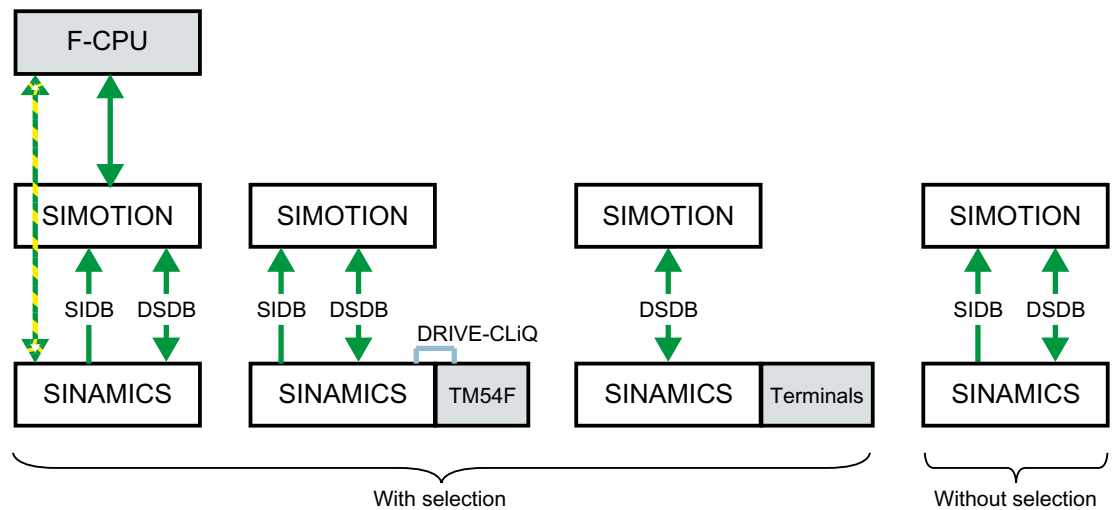 F-CPU
SIMOTION
SIMOTION
SIMOTION
SIMOTION
SIDB
DSDB
SIDB
DSDB
DSDB
SIDB
DSDB
DRIVE-CLiQ
SINAMICS
SINAMICS
TM54F
SINAMICS
Terminals
SINAMICS
With selection
Without selection